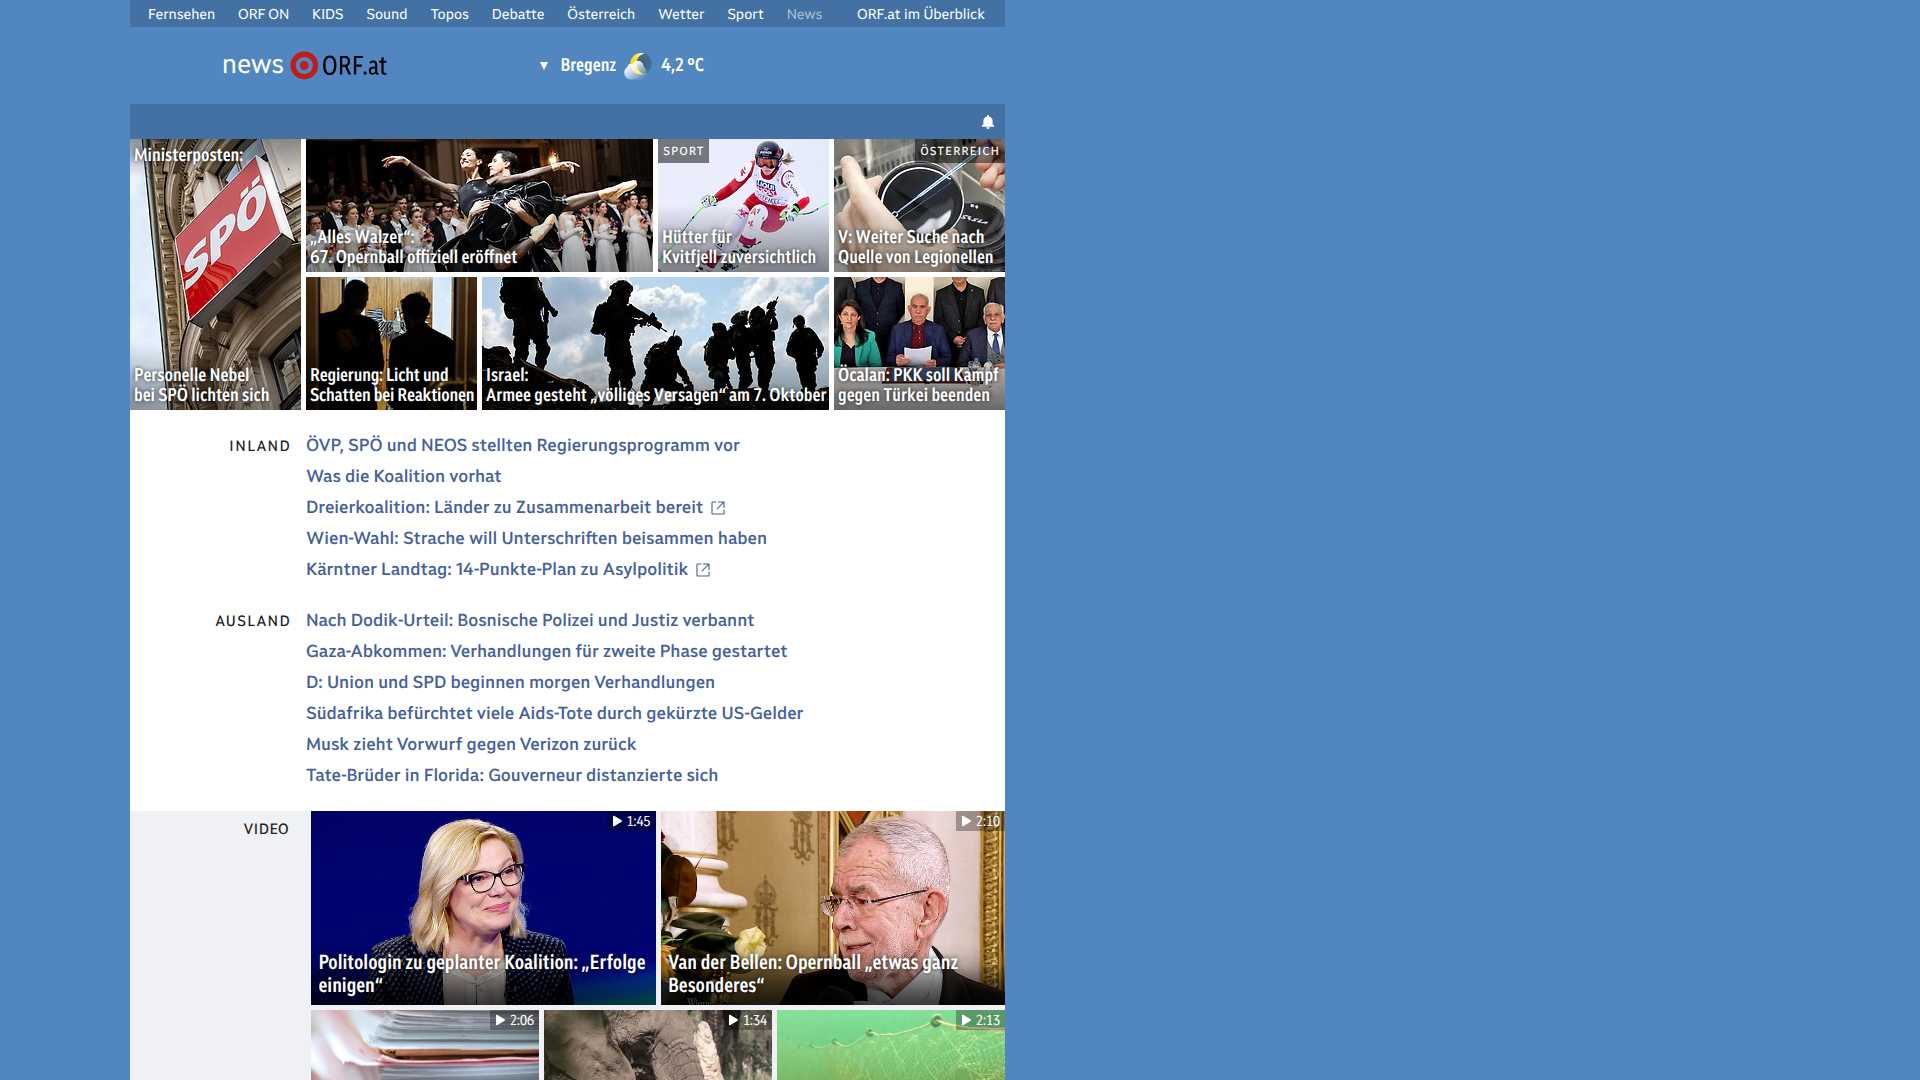 Fernsehen ORF ON KIDS Sound Topos Debatte Österreich Wetter Sport News ORF.at im Überblick
news ORF.at
Bregenz 4,2 °C
Ministerposten:
SPÖ
Personelle Nebel
bei SPÖ lichten sich
„Alles Walzer“:
67. Opernball offiziell eröffnet
SPORT
Hütter für
Kvitfjell zuversichtlich
ÖSTERREICH
V: Weiter Suche nach
Quelle von Legionellen
Regierung: Licht und
Schatten bei Reaktionen
Israel:
Armee gesteht „völliges Versagen“ am 7. Oktober
Öcalan: PKK soll Kampf
gegen Türkei beenden
INLAND
ÖVP, SPÖ und NEOS stellten Regierungsprogramm vor
Was die Koalition vorhat
Dreierkoalition: Länder zu Zusammenarbeit bereit
Wien-Wahl: Strache will Unterschriften beisammen haben
Kärntner Landtag: 14-Punkte-Plan zu Asylpolitik
AUSLAND
Nach Dodik-Urteil: Bosnische Polizei und Justiz verbannt
Gaza-Abkommen: Verhandlungen für zweite Phase gestartet
D: Union und SPD beginnen morgen Verhandlungen
Südafrika befürchtet viele Aids-Tote durch gekürzte US-Gelder
Musk zieht Vorwurf gegen Verizon zurück
Tate-Brüder in Florida: Gouverneur distanzierte sich
VIDEO
1:45
Politologin zu geplanter Koalition: „Erfolge
einigen“
2:10
Van der Bellen: Opernball „etwas ganz
Besonderes“
2:06
1:34
2:13